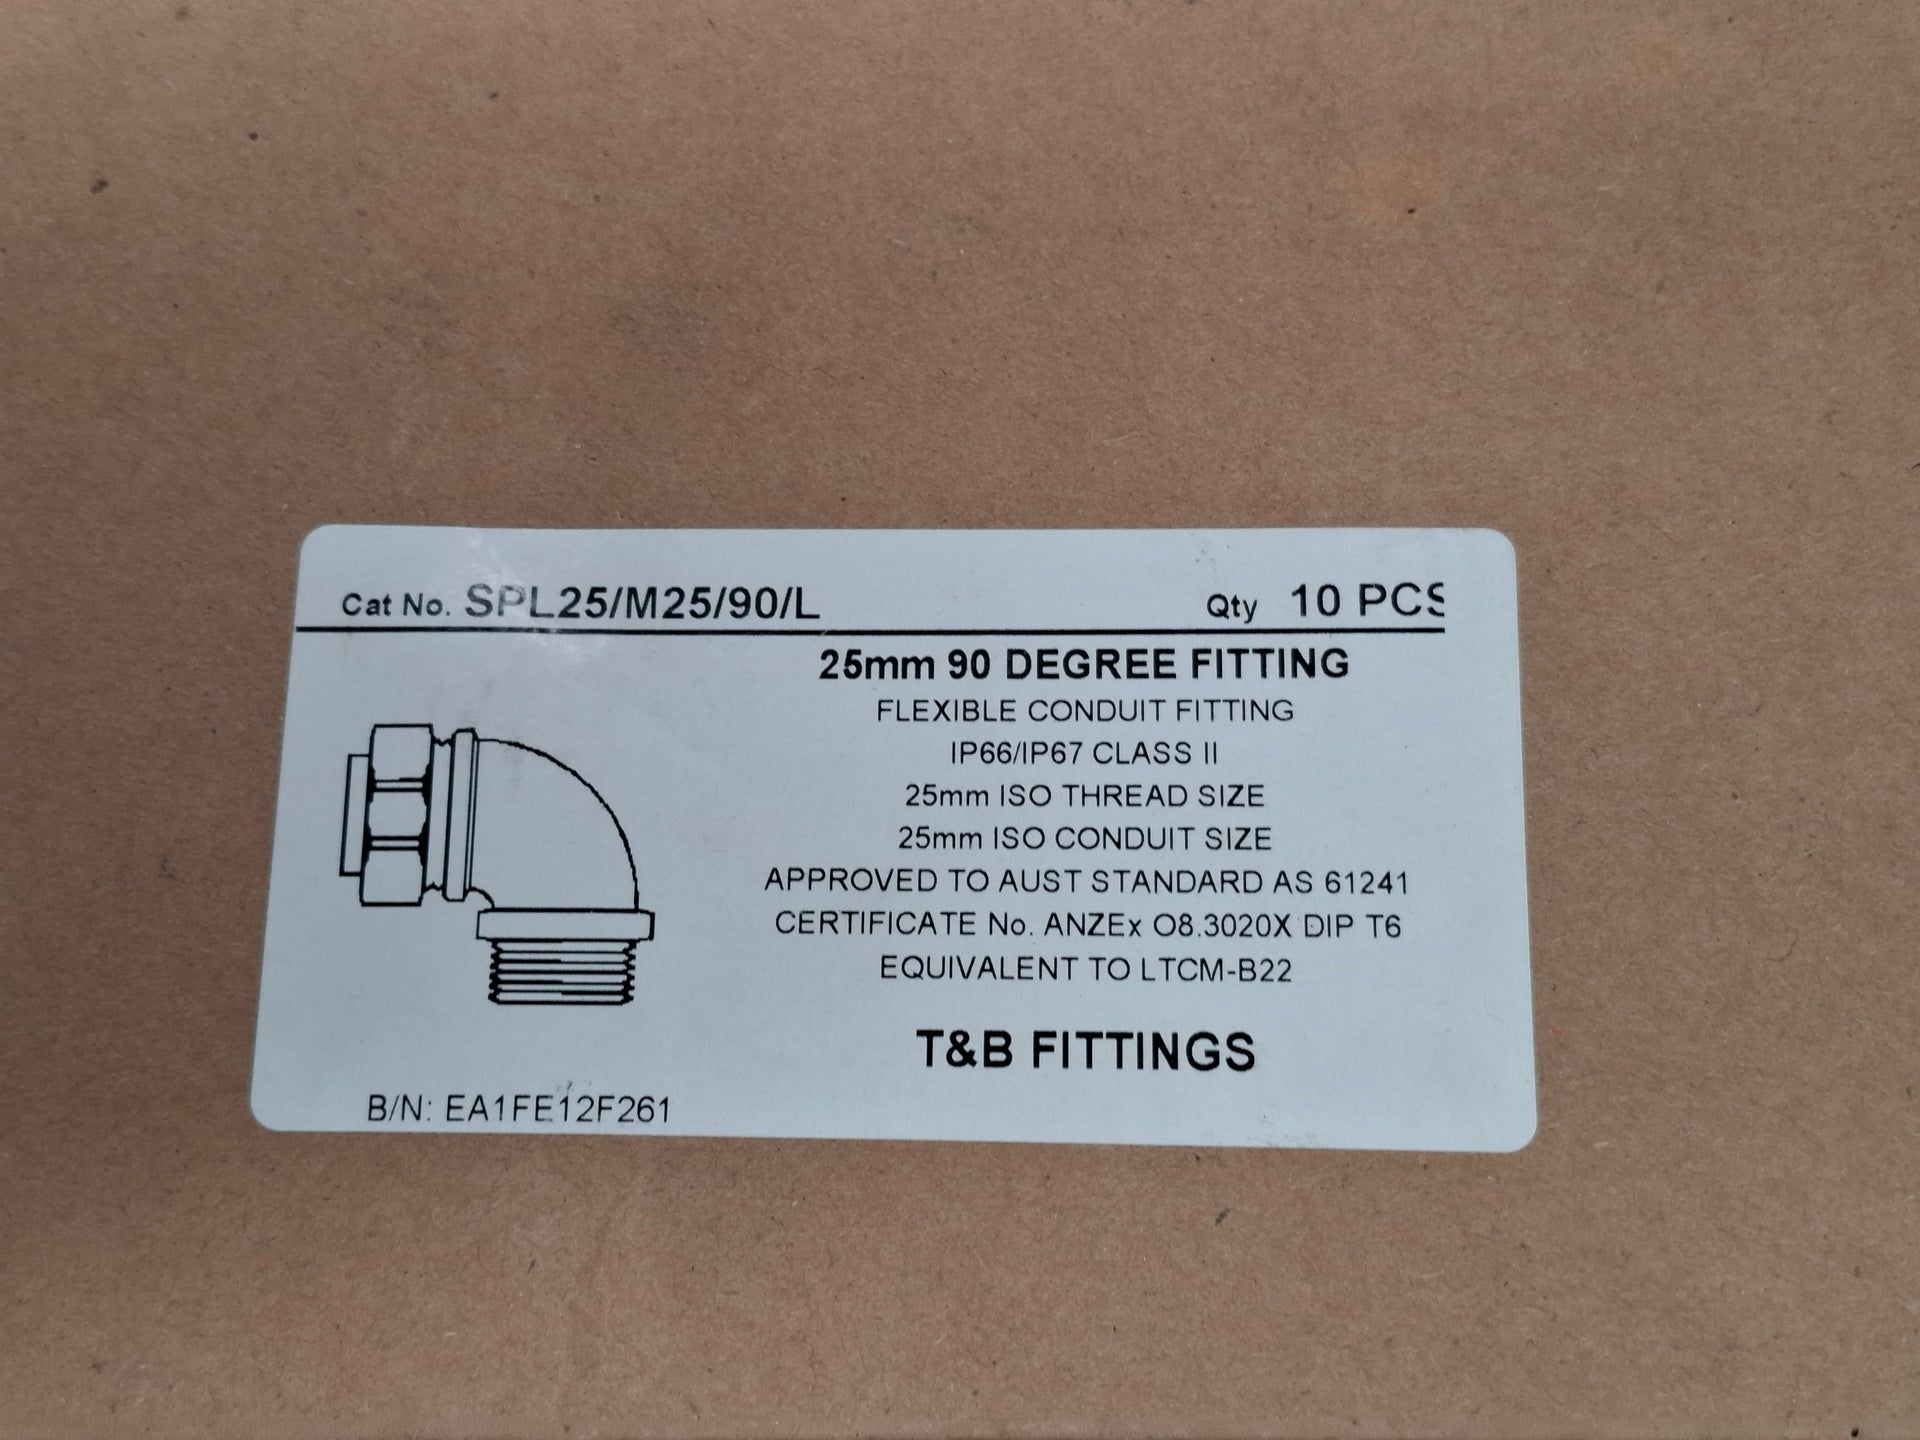 Cat No. SPL25/M25/90/L Qty 10 PCS
25mm 90 DEGREE FITTING
FLEXIBLE CONDUIT FITTING
IP66/IP67 CLASS II
25mm ISO THREAD SIZE
25mm ISO CONDUIT SIZE
APPROVED TO AUST STANDARD AS 61241
CERTIFICATE No. ANZEx O8.3020X DIP T6
EQUIVALENT TO LTCM-B22
T&B FITTINGS
B/N: EA1FE12F261